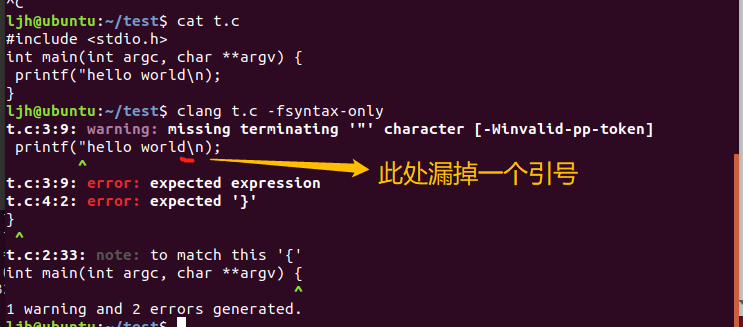 ^C
ljh@ubuntu:~/test$ cat t.c
#include <stdio.h>
int main(int argc, char **argv) {
 printf("hello world\n);
}
ljh@ubuntu:~/test$ clang t.c -fsyntax-only
t.c:3:9: warning: missing terminating '"' character [-Winvalid-pp-token]
 printf("hello world\n);
        ^
此处漏掉一个引号
t.c:3:9: error: expected expression
t.c:4:2: error: expected '}'
}
 ^
t.c:2:33: note: to match this '{'
int main(int argc, char **argv) {
                                ^
1 warning and 2 errors generated.
ljh@ubuntu:~/test$